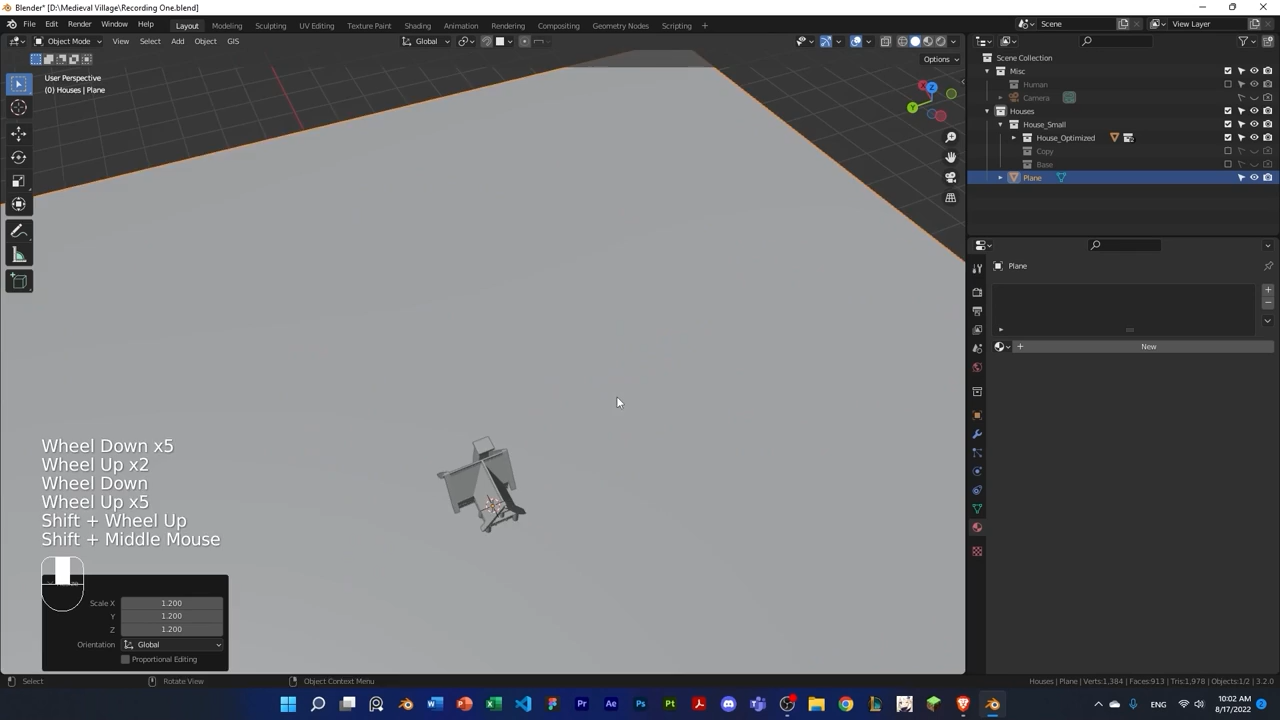 Blender* [D:\Medieval Village\Recording One.blend]
File Edit Render Window Help Layout Modeling Sculpting UV Editing Texture Paint Shading Animation Rendering Compositing Geometry Nodes Scripting + Scene View Layer
Object Mode View Select Add Object GIS Global
Options
User Perspective
(0) Houses | Plane
Scene Collection
Misc
Human
Camera
Houses
House_Small
House_Optimized
Copy
Base
Plane
Plane
New
X
Y
Z
Wheel Down x5
Wheel Up x2
Wheel Down
Wheel Up x5
Shift + Wheel Up
Shift + Middle Mouse
Scale X 1.200
Y 1.200
Z 1.200
Orientation Global
Proportional Editing
Select Rotate View Object Context Menu Houses | Plane | Verts:1,384 | Faces:913 | Tris:1,978 | Objects:1/2 | 3.2.0
10:02 AM
8/17/2022